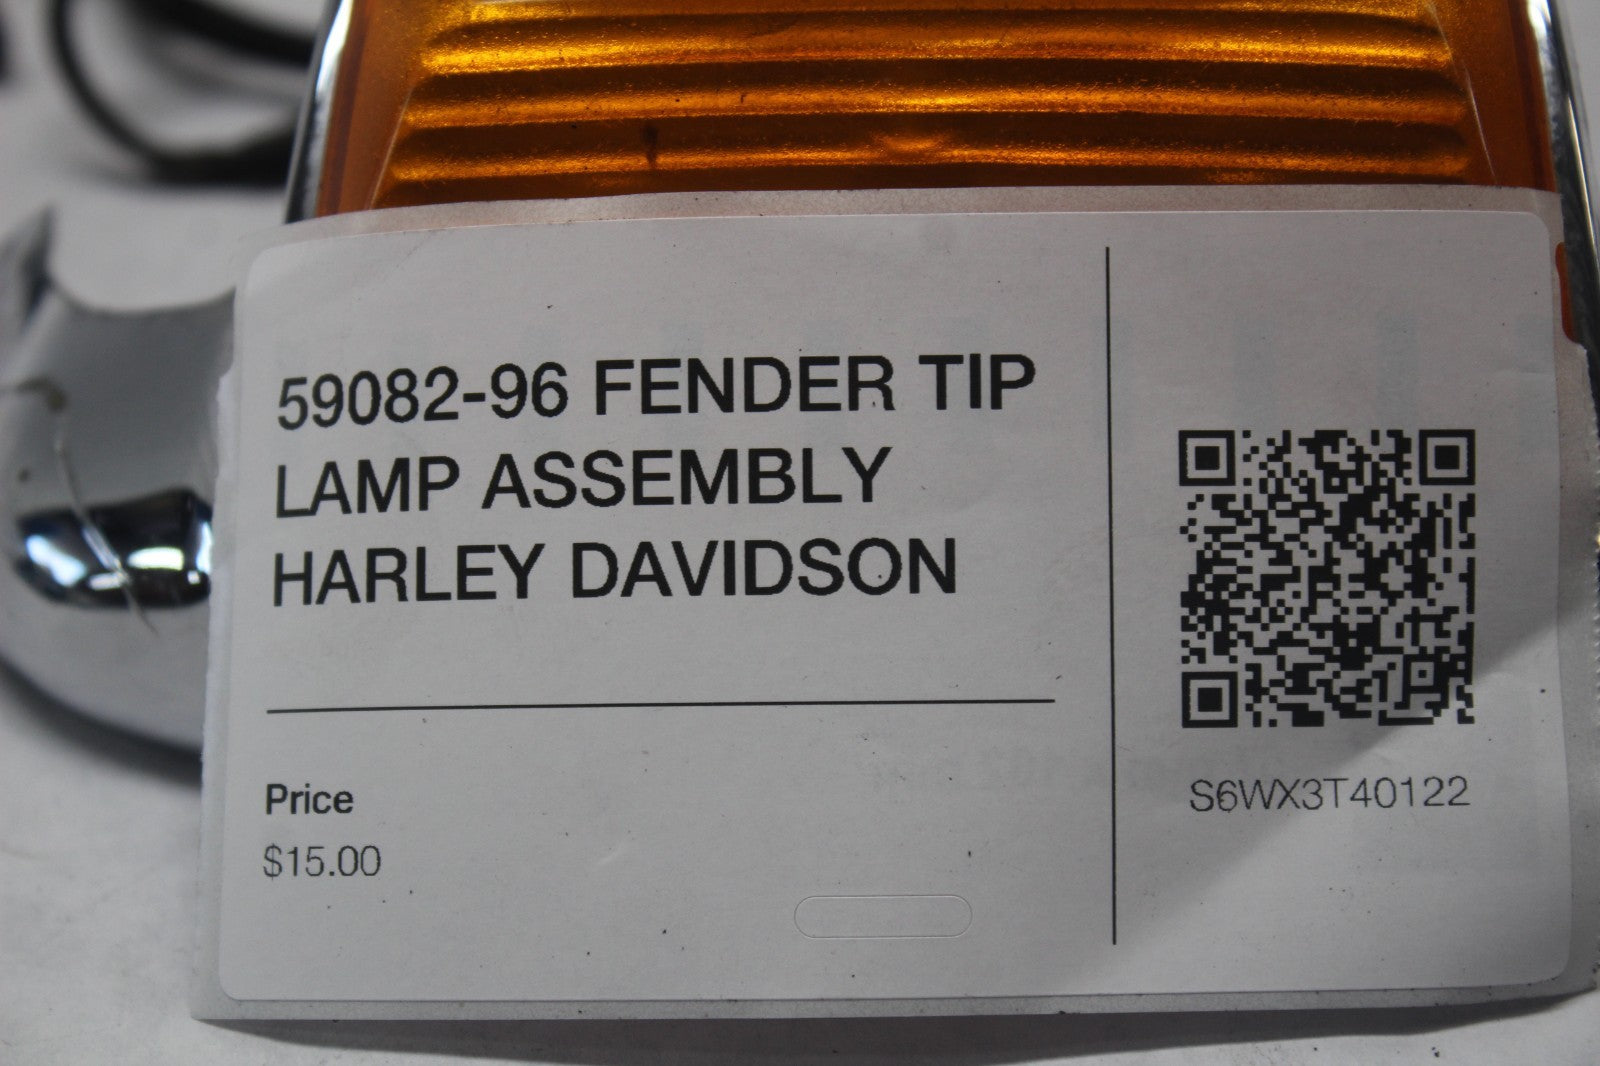 59082-96 FENDER TIP
LAMP ASSEMBLY
HARLEY DAVIDSON
Price
$15.00
S6WX3T40122